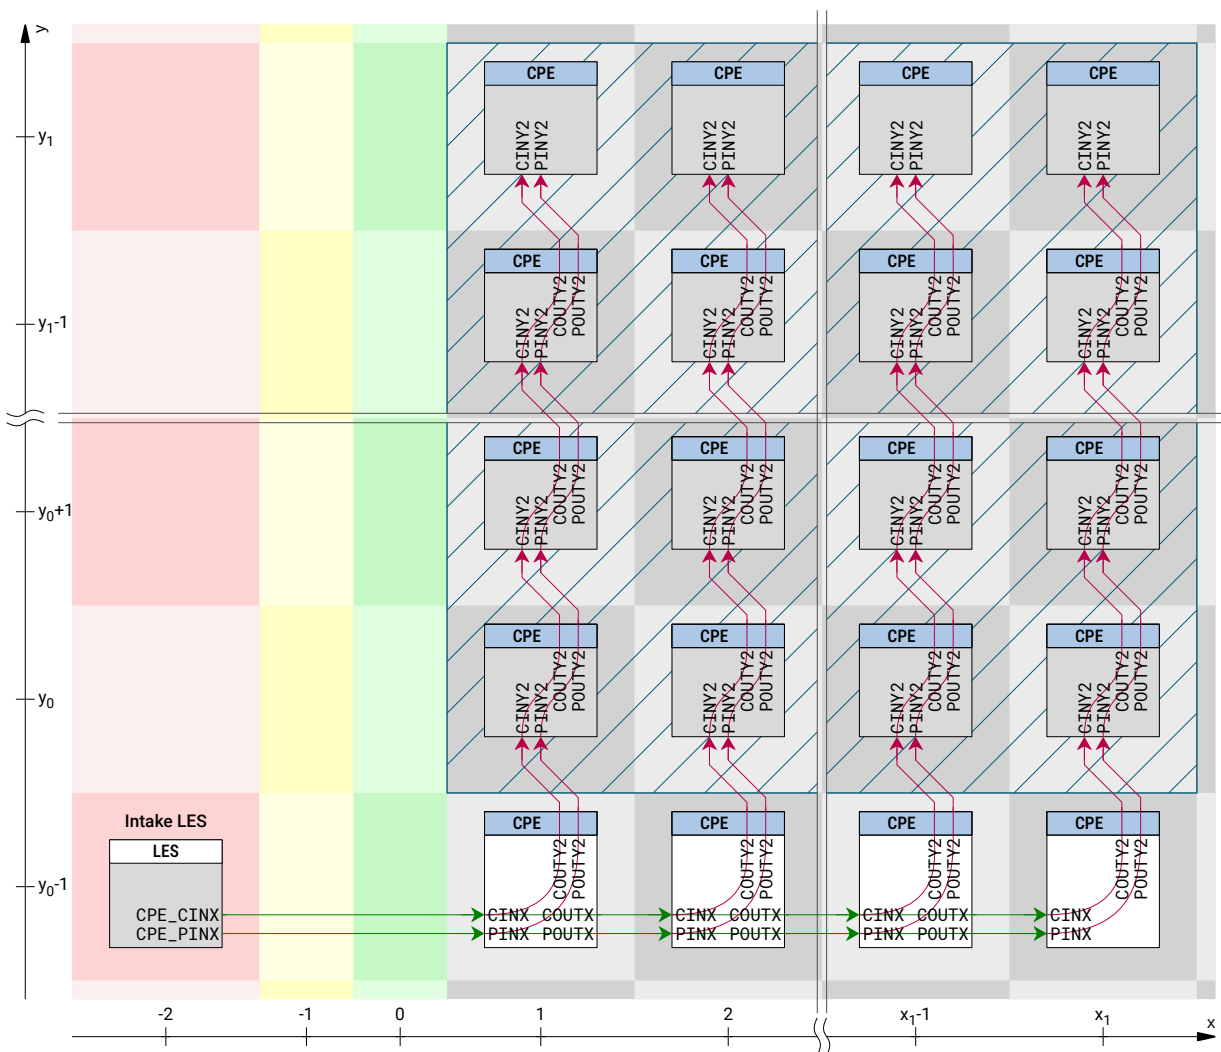 y
CPE CPE CPE CPE
y1
CINY2 PINY2 CINY2 PINY2 CINY2 PINY2 CINY2 PINY2
CPE CPE CPE CPE
y1-1
CINY2 PINY2 COUTY2 POUTY2 CINY2 PINY2 COUTY2 POUTY2 CINY2 PINY2 COUTY2 POUTY2 CINY2 PINY2 COUTY2 POUTY2
CPE CPE CPE CPE
y0+1
CINY2 PINY2 COUTY2 POUTY2 CINY2 PINY2 COUTY2 POUTY2 CINY2 PINY2 COUTY2 POUTY2 CINY2 PINY2 COUTY2 POUTY2
CPE CPE CPE CPE
y0
CINY2 PINY2 COUTY2 POUTY2 CINY2 PINY2 COUTY2 POUTY2 CINY2 PINY2 COUTY2 POUTY2 CINY2 PINY2 COUTY2 POUTY2
Intake LES
CPE CPE CPE CPE
LES
COUTY2 POUTY2 COUTY2 POUTY2 COUTY2 POUTY2 COUTY2 POUTY2
y0-1
CPE_CINX CINX COUTX CINX COUTX CINX COUTX CINX
CPE_PINX PINX POUTX PINX POUTX PINX POUTX PINX
-2 -1 0 1 2 x1-1 x1 x